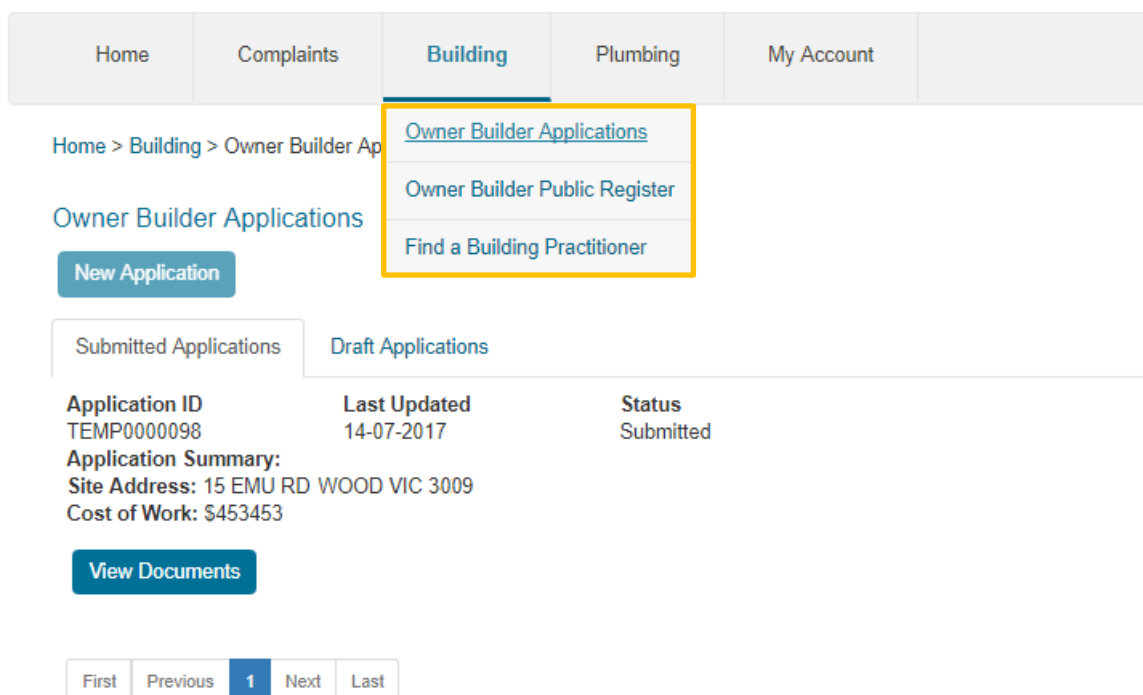 Home Complaints Building Plumbing My Account
Owner Builder Applications
Owner Builder Public Register
Find a Building Practitioner
Home > Building > Owner Builder Ap
Owner Builder Applications
New Application
Submitted Applications Draft Applications
Application ID Last Updated Status
TEMP0000098 14-07-2017 Submitted
Application Summary:
Site Address: 15 EMU RD WOOD VIC 3009
Cost of Work: $453453
View Documents
First Previous 1 Next Last